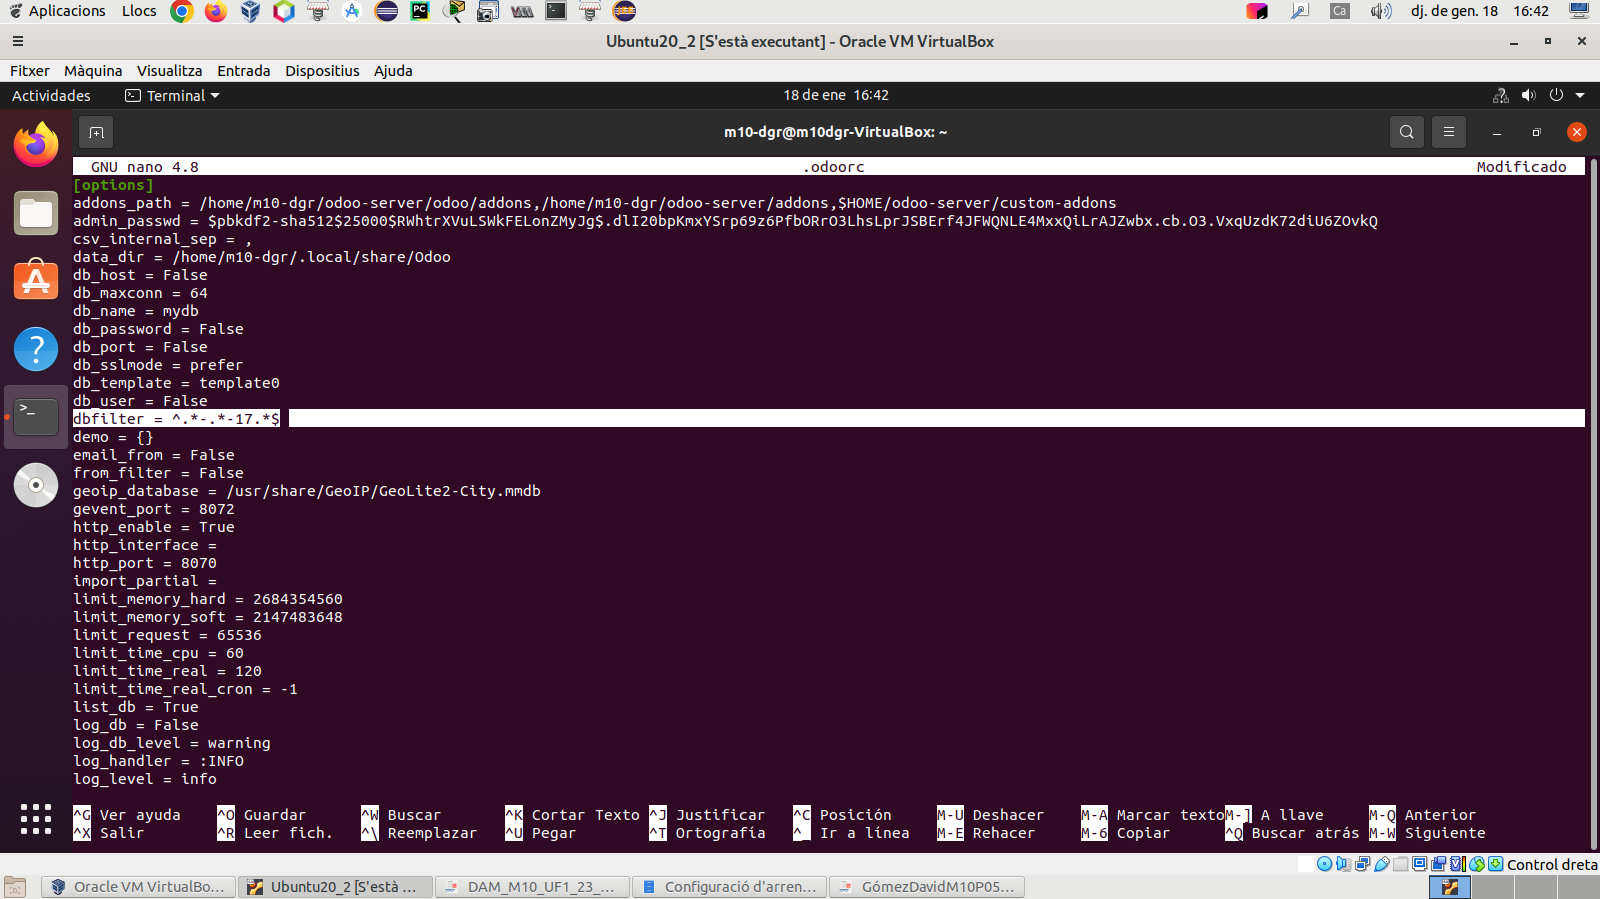 Aplicacions Llocs Ca dj. de gen. 18 16:42
Ubuntu20_2 [S'està executant] - Oracle VM VirtualBox
Fitxer Màquina Visualitza Entrada Dispositius Ajuda
Actividades Terminal 18 de ene 16:42
m10-dgr@m10dgr-VirtualBox: ~
GNU nano 4.8 .odoorc Modificado
[options]
addons_path = /home/m10-dgr/odoo-server/odoo/addons,/home/m10-dgr/odoo-server/addons,$HOME/odoo-server/custom-addons
admin_passwd = $pbkdf2-sha512$25000$RWhtrXVuLSWkFELonZMyJg$.dlI20bpKmxYSrp69z6PfbORrO3LhsLprJSBErf4JFWQNLE4MxxQiLrAJZwbx.cb.O3.VxqUzdK72diU6ZOvkQ
csv_internal_sep = ,
data_dir = /home/m10-dgr/.local/share/Odoo
db_host = False
db_maxconn = 64
db_name = mydb
db_password = False
db_port = False
db_sslmode = prefer
db_template = template0
db_user = False
dbfilter = ^.*-.*-17.*$
demo = {}
email_from = False
from_filter = False
geoip_database = /usr/share/GeoIP/GeoLite2-City.mmdb
gevent_port = 8072
http_enable = True
http_interface =
http_port = 8070
import_partial =
limit_memory_hard = 2684354560
limit_memory_soft = 2147483648
limit_request = 65536
limit_time_cpu = 60
limit_time_real = 120
limit_time_real_cron = -1
list_db = True
log_db = False
log_db_level = warning
log_handler = :INFO
log_level = info
^G Ver ayuda ^O Guardar ^W Buscar ^K Cortar Texto ^J Justificar ^C Posición M-U Deshacer M-A Marcar texto M-] A llave M-Q Anterior
^X Salir ^R Leer fich. ^\ Reemplazar ^U Pegar ^T Ortografía ^_ Ir a línea M-E Rehacer M-6 Copiar ^Q Buscar atrás M-W Siguiente
Control dreta
Oracle VM VirtualBo... Ubuntu20_2 [S'està ... DAM_M10_UF1_23_... Configuració d'arren... GómezDavidM10P05...